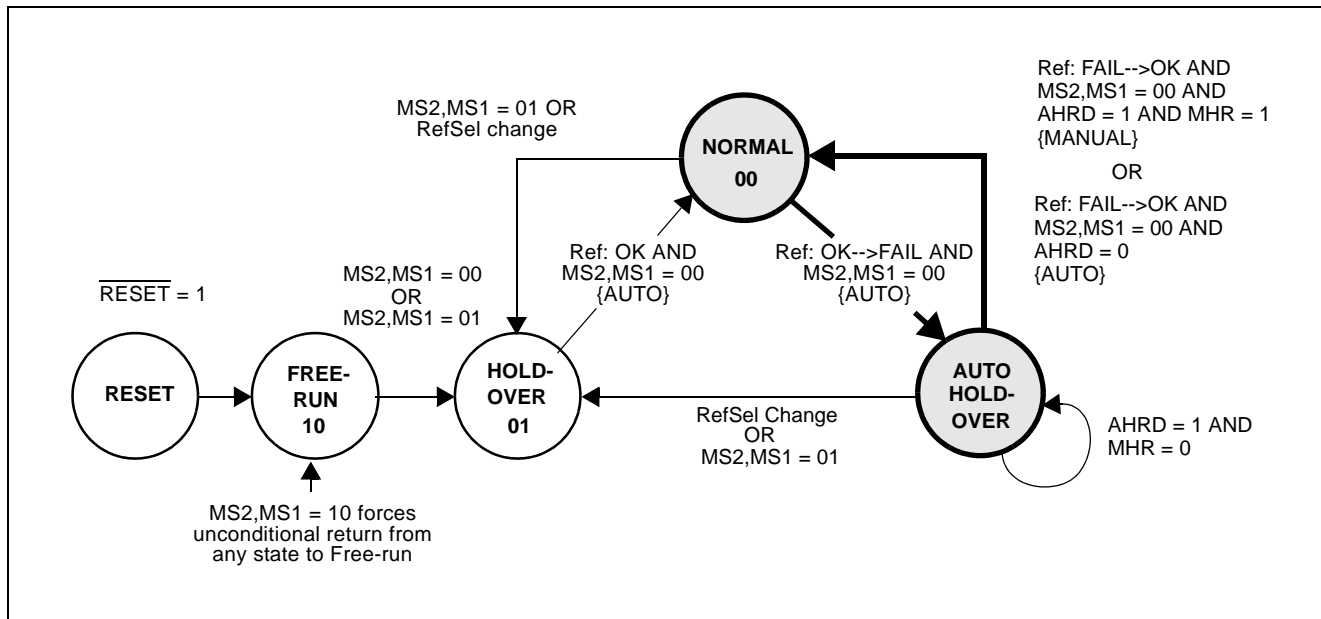 Ref: FAIL-->OK AND
MS2,MS1 = 00 AND
AHRD = 1 AND MHR = 1
{MANUAL}
OR
Ref: FAIL-->OK AND
MS2,MS1 = 00 AND
AHRD = 0
{AUTO}
MS2,MS1 = 01 OR
RefSel change
NORMAL
00
Ref: OK AND
MS2,MS1 = 00
{AUTO}
Ref: OK-->FAIL AND
MS2,MS1 = 00
{AUTO}
RESET = 1
MS2,MS1 = 00
OR
MS2,MS1 = 01
RESET
FREE-
RUN
10
HOLD-
OVER
01
AUTO
HOLD-
OVER
RefSel Change
OR
MS2,MS1 = 01
AHRD = 1 AND
MHR = 0
MS2,MS1 = 10 forces
unconditional return from
any state to Free-run